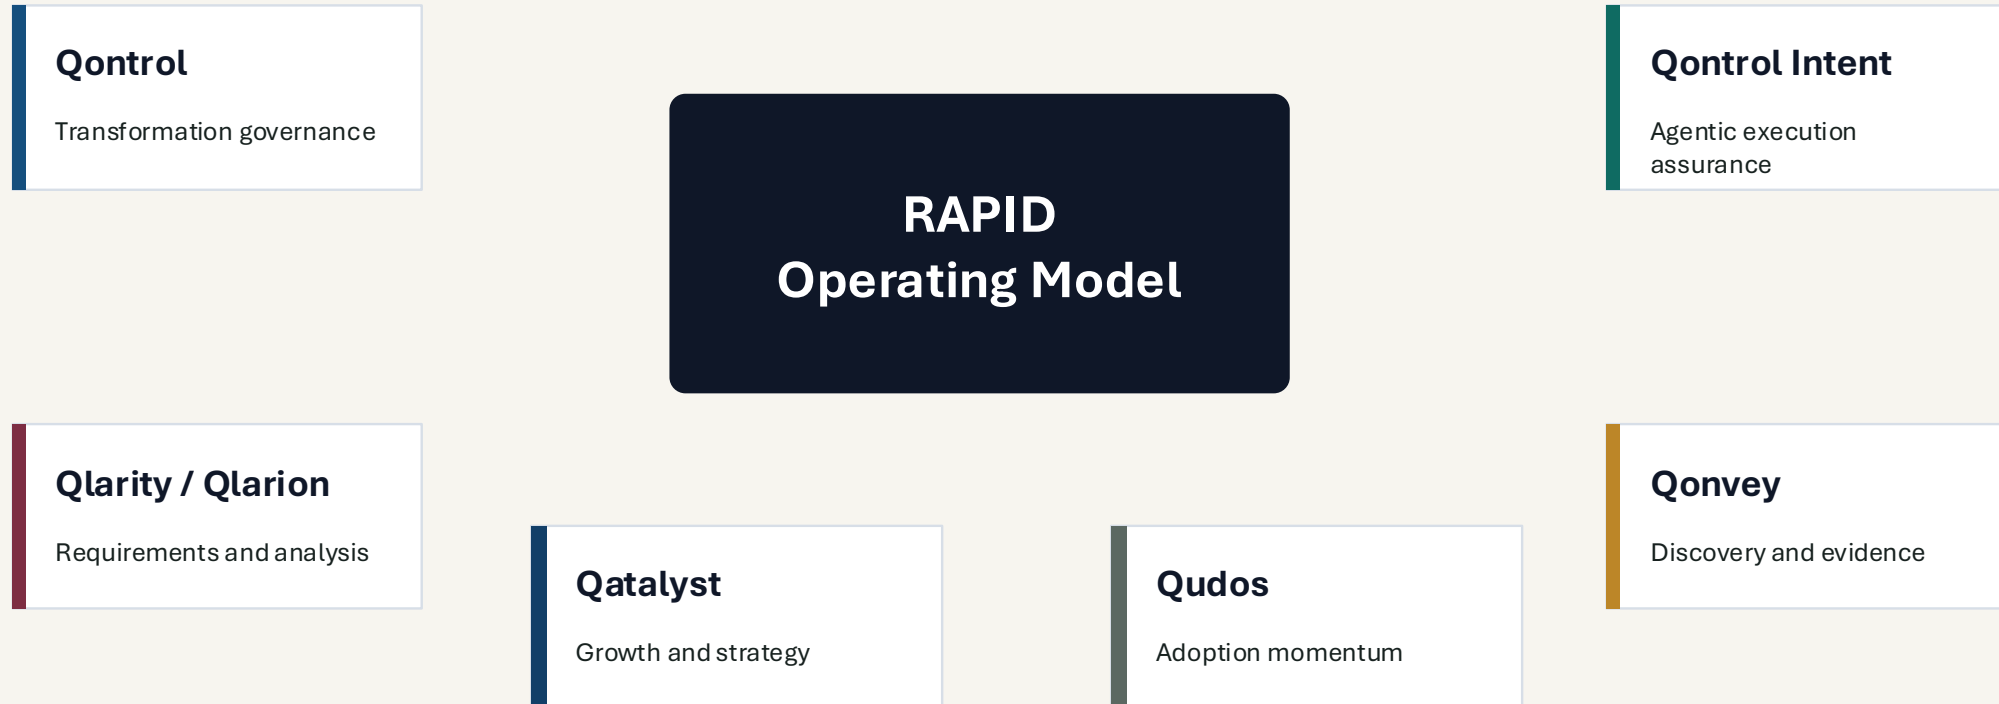 Qontrol
Transformation governance
Qontrol Intent
Agentic execution
assurance
RAPID
Operating Model
Qlarity / Qlarion
Requirements and analysis
Qonvey
Discovery and evidence
Qatalyst
Growth and strategy
Qudos
Adoption momentum